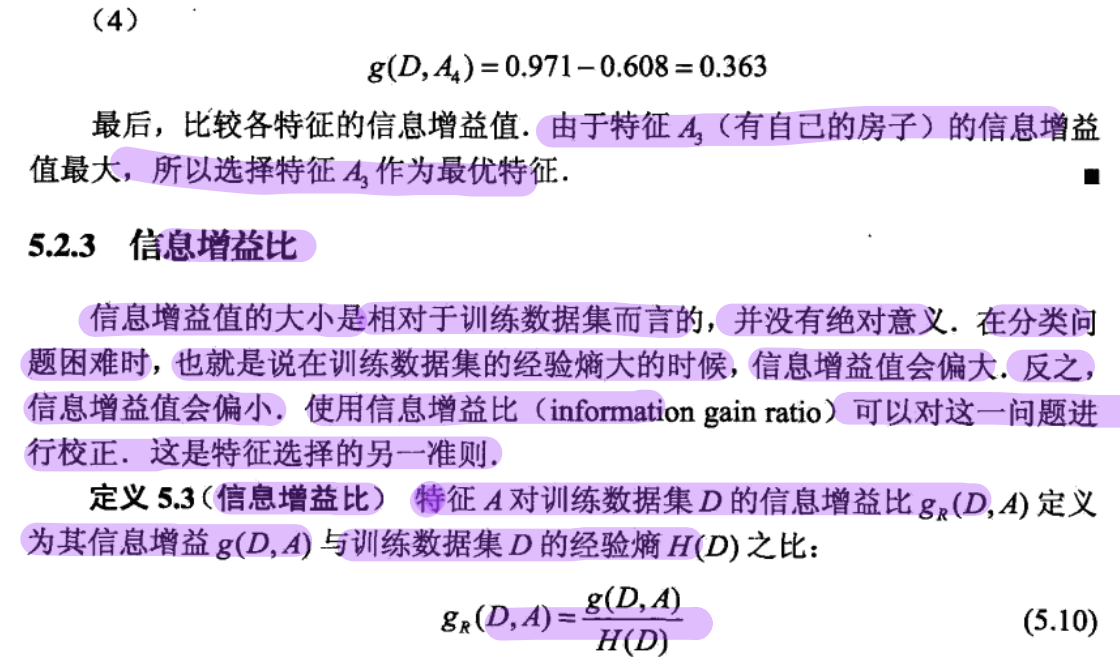 （4）
g(D, A₄) = 0.971 − 0.608 = 0.363
最后，比较各特征的信息增益值．由于特征 A₃（有自己的房子）的信息增益
值最大，所以选择特征 A₃ 作为最优特征．■
5.2.3 信息增益比
信息增益值的大小是相对于训练数据集而言的，并没有绝对意义．在分类问
题困难时，也就是说在训练数据集的经验熵大的时候，信息增益值会偏大．反之，
信息增益值会偏小．使用信息增益比（information gain ratio）可以对这一问题进
行校正．这是特征选择的另一准则．
定义 5.3（信息增益比） 特征 A 对训练数据集 D 的信息增益比 g_R(D, A) 定义
为其信息增益 g(D, A) 与训练数据集 D 的经验熵 H(D) 之比：
g_R(D, A) = g(D, A) / H(D) (5.10)